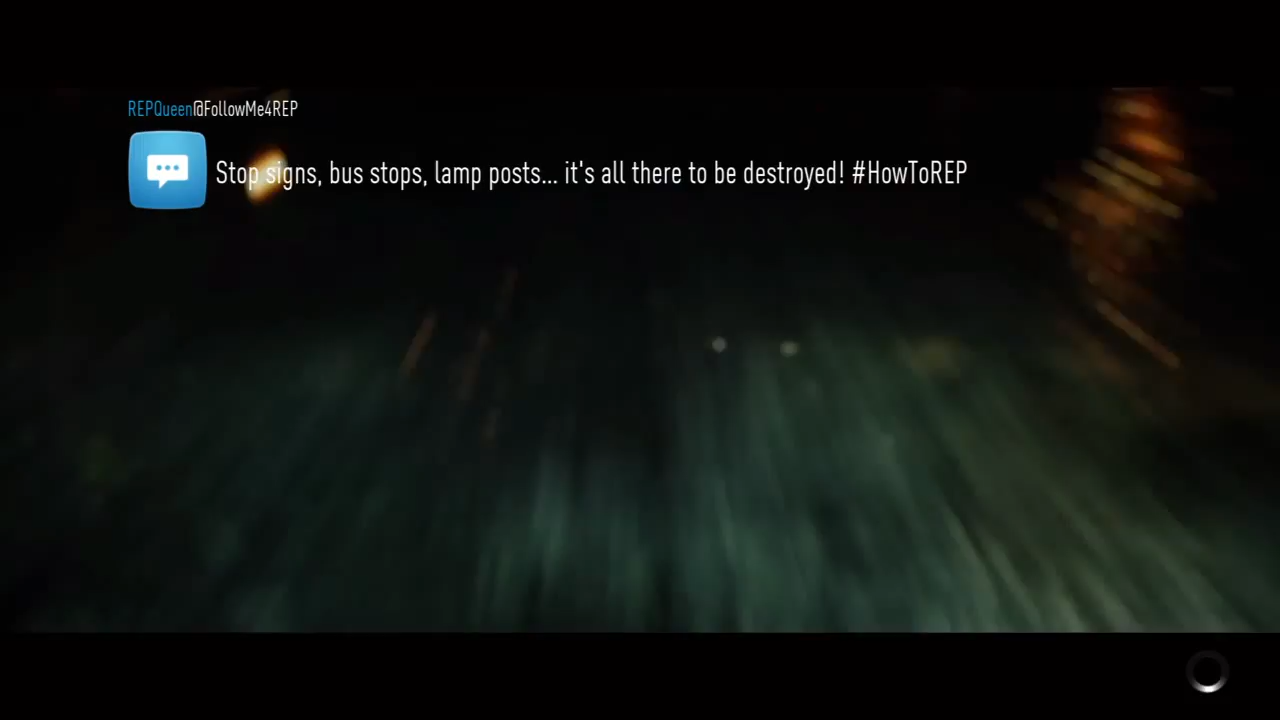 REPQueen@FollowMe4REP
Stop signs, bus stops, lamp posts... it's all there to be destroyed! #HowToREP